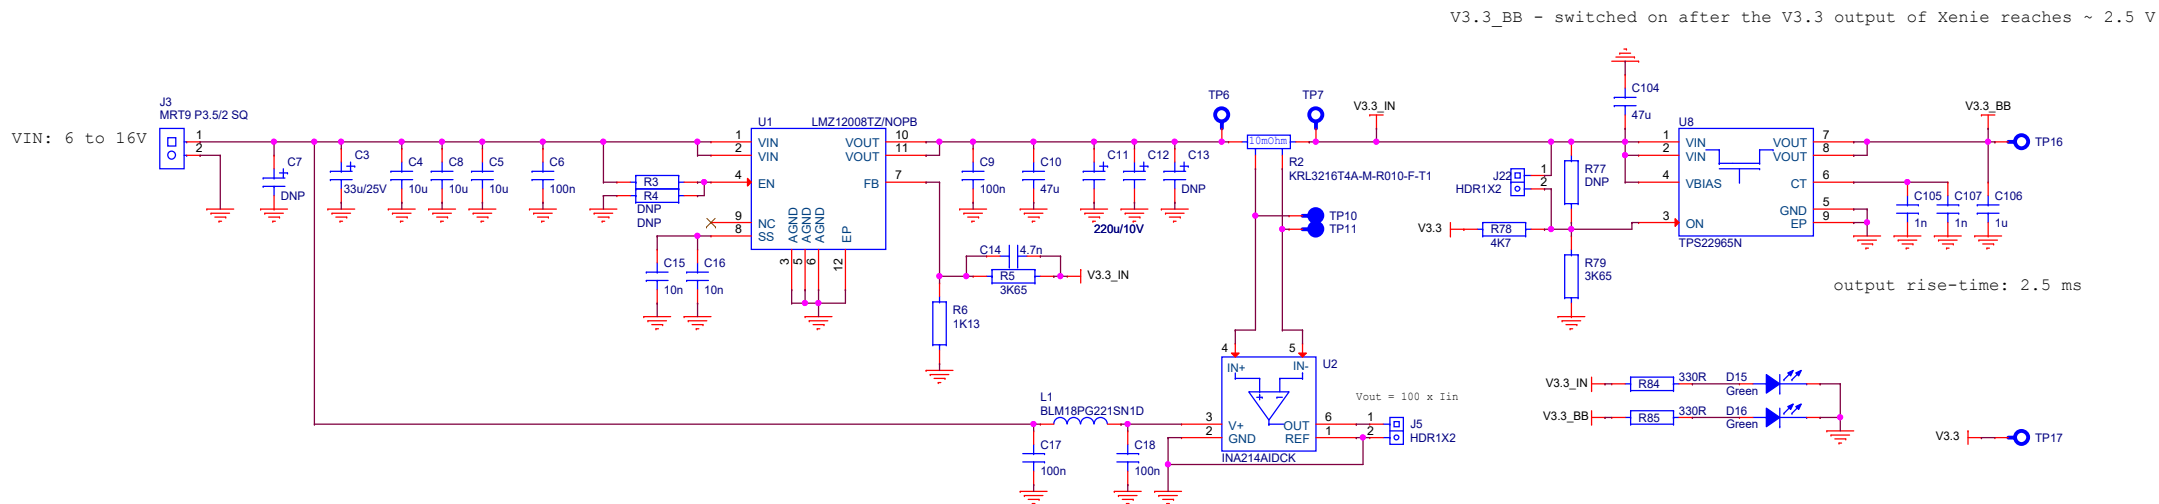 V3.3_BB - switched on after the V3.3 output of Xenie reaches ~ 2.5 V
J3
MRT9 P3.5/2 SQ
VIN: 6 to 16V
1
2
C7
DNP
C3
33u/25V
C4
10u
C8
10u
C5
10u
C6
100n
R3
R4
DNP
DNP
U1
LMZ12008TZ/NOPB
1
VIN
2
VIN
4
EN
9
NC
8
SS
VOUT
10
VOUT
11
FB
7
AGND
AGND
AGND
EP
3
5
6
12
C15
10n
C16
10n
C9
100n
C10
47u
C11
C12
220u/10V
C13
DNP
C14
4.7n
R5
3K65
V3.3_IN
R6
1K13
TP6
TP7
10mOhm
R2
KRL3216T4A-M-R010-F-T1
V3.3_IN
TP10
TP11
4
5
IN+
IN-
U2
3
V+
2
GND
OUT
6
REF
1
INA214AIDCK
Vout = 100 x Iin
1
2
J5
HDR1X2
L1
BLM18PG221SN1D
C17
100n
C18
100n
C104
47u
J22
HDR1X2
1
2
R77
DNP
V3.3
R78
4K7
R79
3K65
U8
1
VIN
2
VIN
4
VBIAS
3
ON
VOUT
7
VOUT
8
CT
6
GND
5
EP
9
TPS22965N
V3.3_BB
TP16
C105
1n
C107
1n
C106
1u
output rise-time: 2.5 ms
V3.3_IN
R84
330R
D15
Green
V3.3_BB
R85
330R
D16
Green
V3.3
TP17